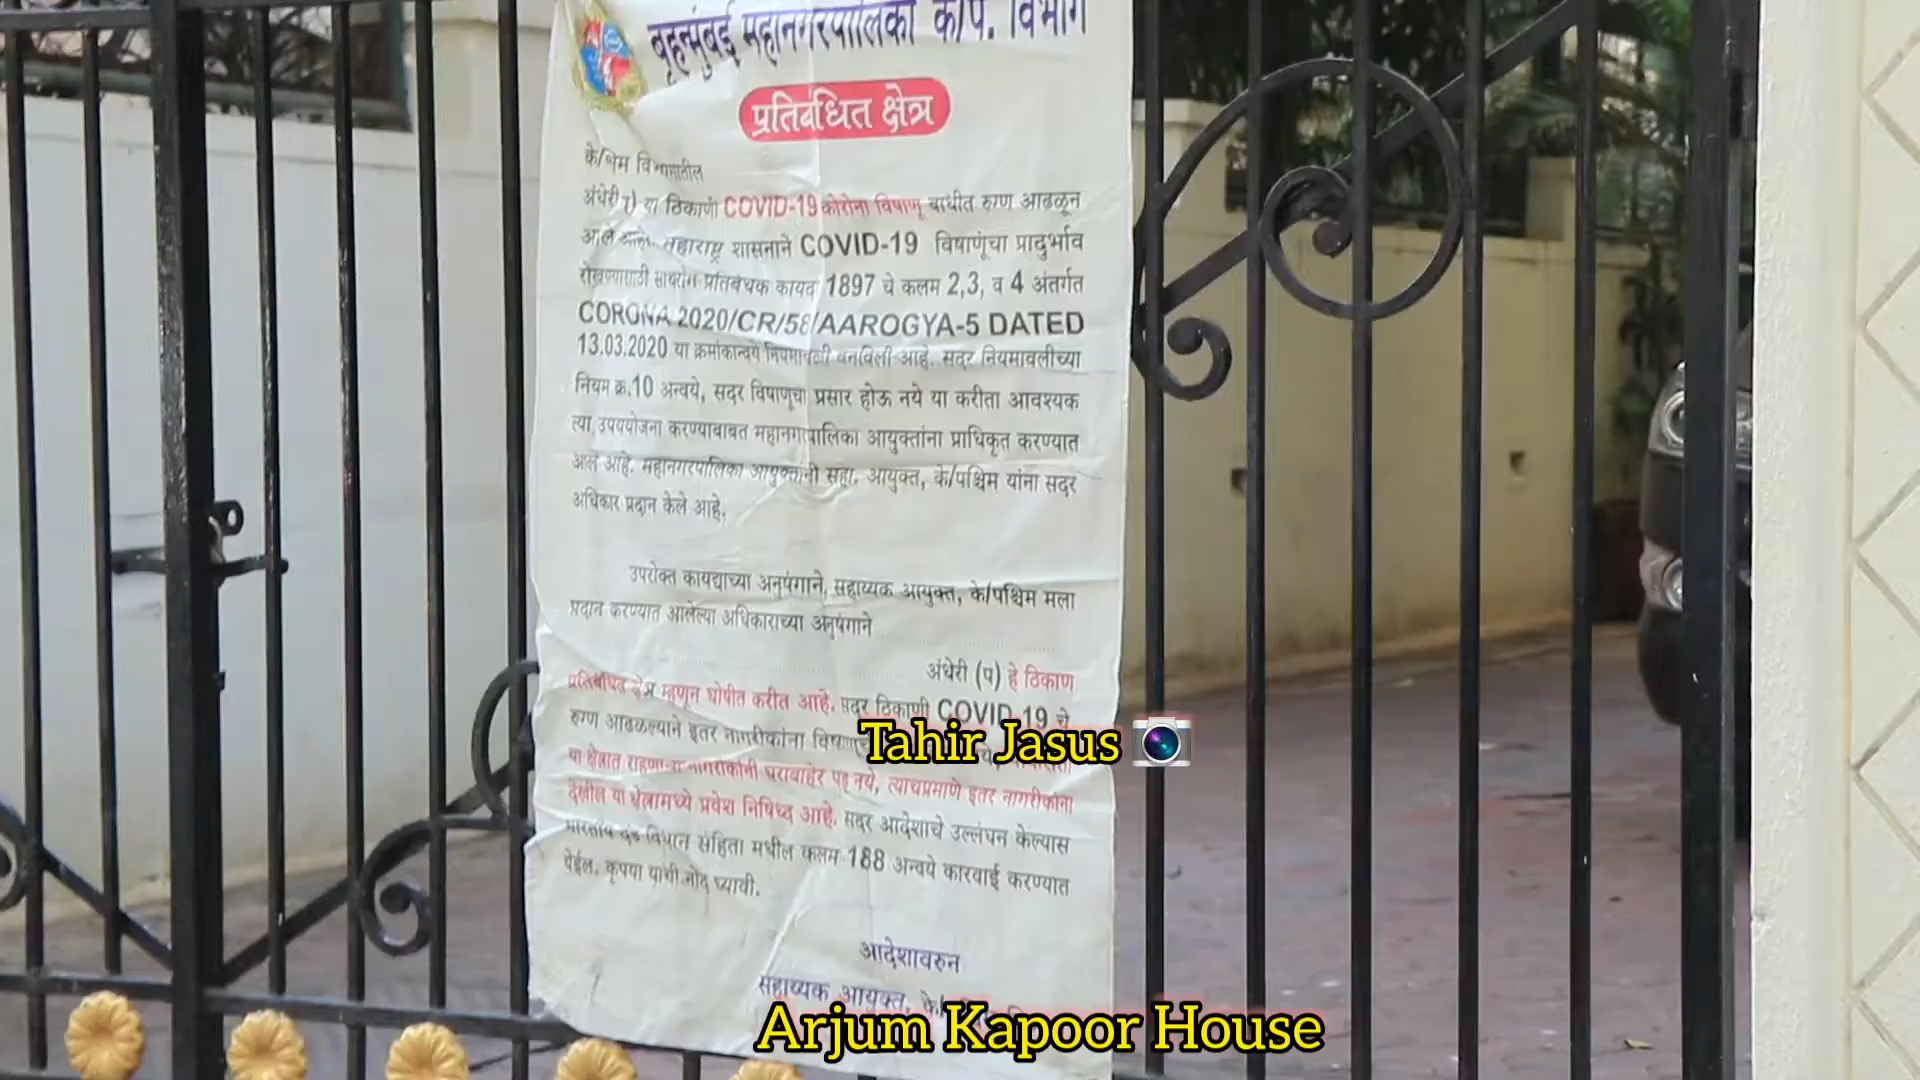 बृहन्मुंबई महानगरपालिका के/प. विभाग
प्रतिबंधित क्षेत्र
के/श्चिम विभागातील
अंधेरी या ठिकाणी COVID-19 कोरोना विषाणू बाधीत रुग्ण आढळून
आले आहे. महाराष्ट्र शासनाने COVID-19 विषाणूंचा प्रादुर्भाव
रोखण्यासाठी साथरोग प्रतिबंधक कायदा 1897 चे कलम 2,3, व 4 अंतर्गत
CORONA 2020/CR/58/AAROGYA-5 DATED
13.03.2020 या क्रमांकान्वये नियमावली बनविली आहे. सदर नियमावलीच्या
नियम क्र.10 अन्वये, सदर विषाणूचा प्रसार होऊ नये या करीता आवश्यक
त्या उपययोजना करण्याबाबत महानगरपालिका आयुक्तांना प्राधिकृत करण्यात
आले आहे. महानगरपालिका आयुक्तांनी सहा. आयुक्त, के/पश्चिम यांना सदर
अधिकार प्रदान केले आहे.
उपरोक्त कायद्याच्या अनुषंगाने, सहाय्यक आयुक्त, के/पश्चिम मला
प्रदान करण्यात आलेल्या अधिकाराच्या अनुषंगाने
अंधेरी (प) हे ठिकाण
प्रतिबंधित क्षेत्र म्हणून घोषीत करीत आहे. सदर ठिकाणी COVID-19 चे
रुग्ण आढळल्याने इतर नागरीकांना
Tahir Jasus
या क्षेत्रात राहणाऱ्या नागरीकांनी घराबाहेर पडू नये, त्याचप्रमाणे इतर नागरीकांना
देखील या क्षेत्रामध्ये प्रवेश निषिध्द आहे. सदर आदेशाचे उल्लंघन केल्यास
भारतीय दंड विधान संहिता मधील कलम 188 अन्वये कारवाई करण्यात
येईल. कृपया याची नोंद घ्यावी.
आदेशावरुन
सहाय्यक आयुक्त,
Arjum Kapoor House